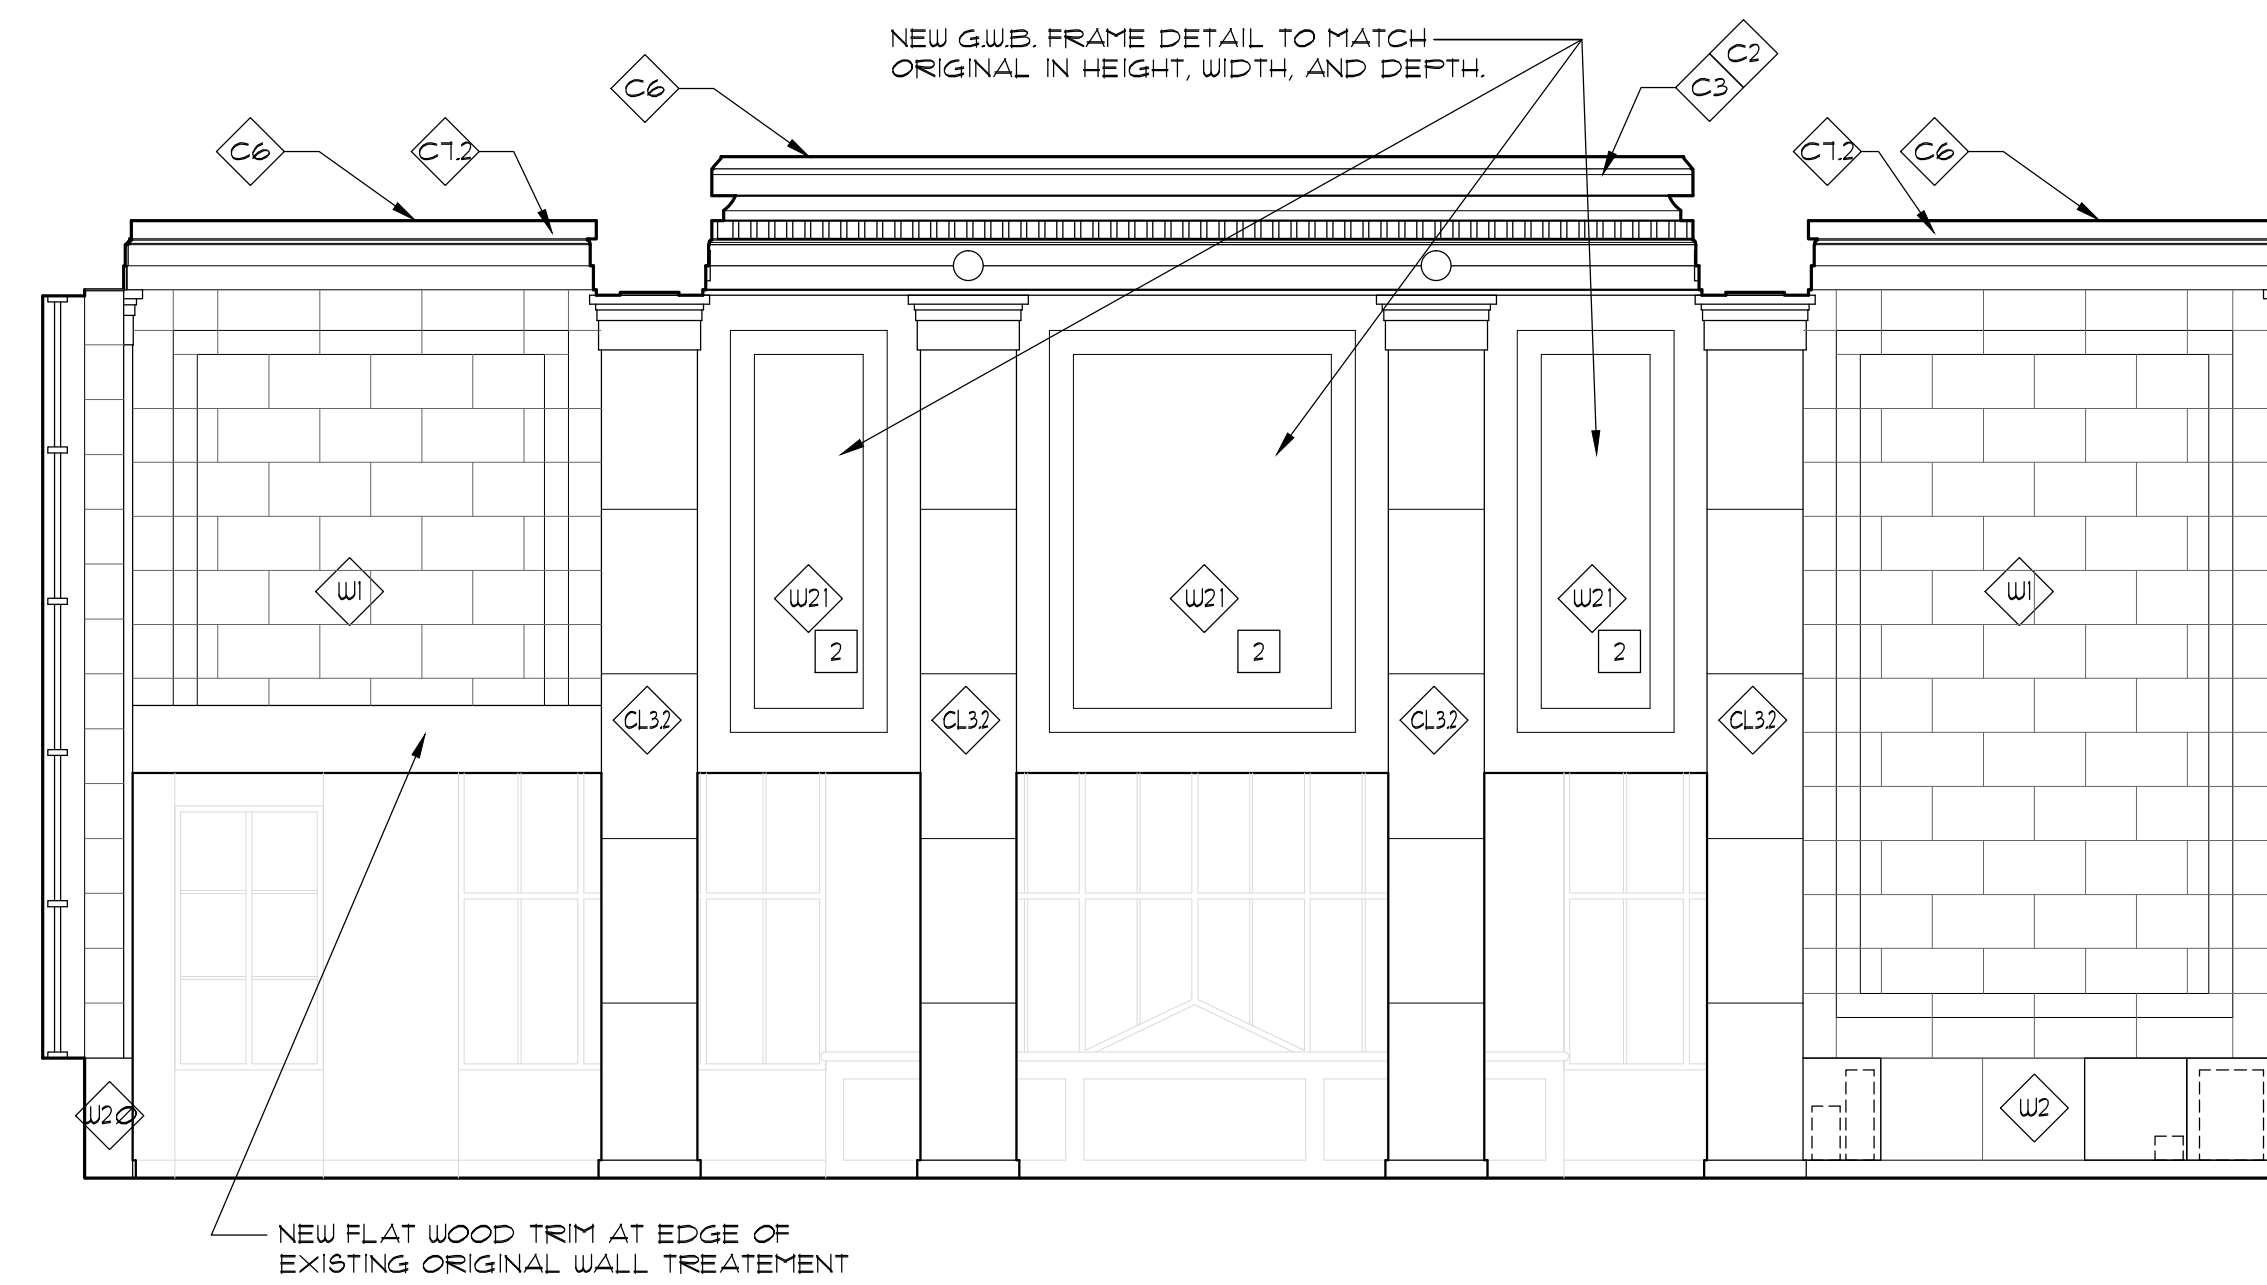 NEW G.W.B. FRAME DETAIL TO MATCH
ORIGINAL IN HEIGHT, WIDTH, AND DEPTH.
C2
C6
C3
C6
C7.2
C7.2
C6
W1
W21
W21
W21
W1
2
2
2
CL3.2
CL3.2
CL3.2
CL3.2
W20
W2
NEW FLAT WOOD TRIM AT EDGE OF
EXISTING ORIGINAL WALL TREATEMENT